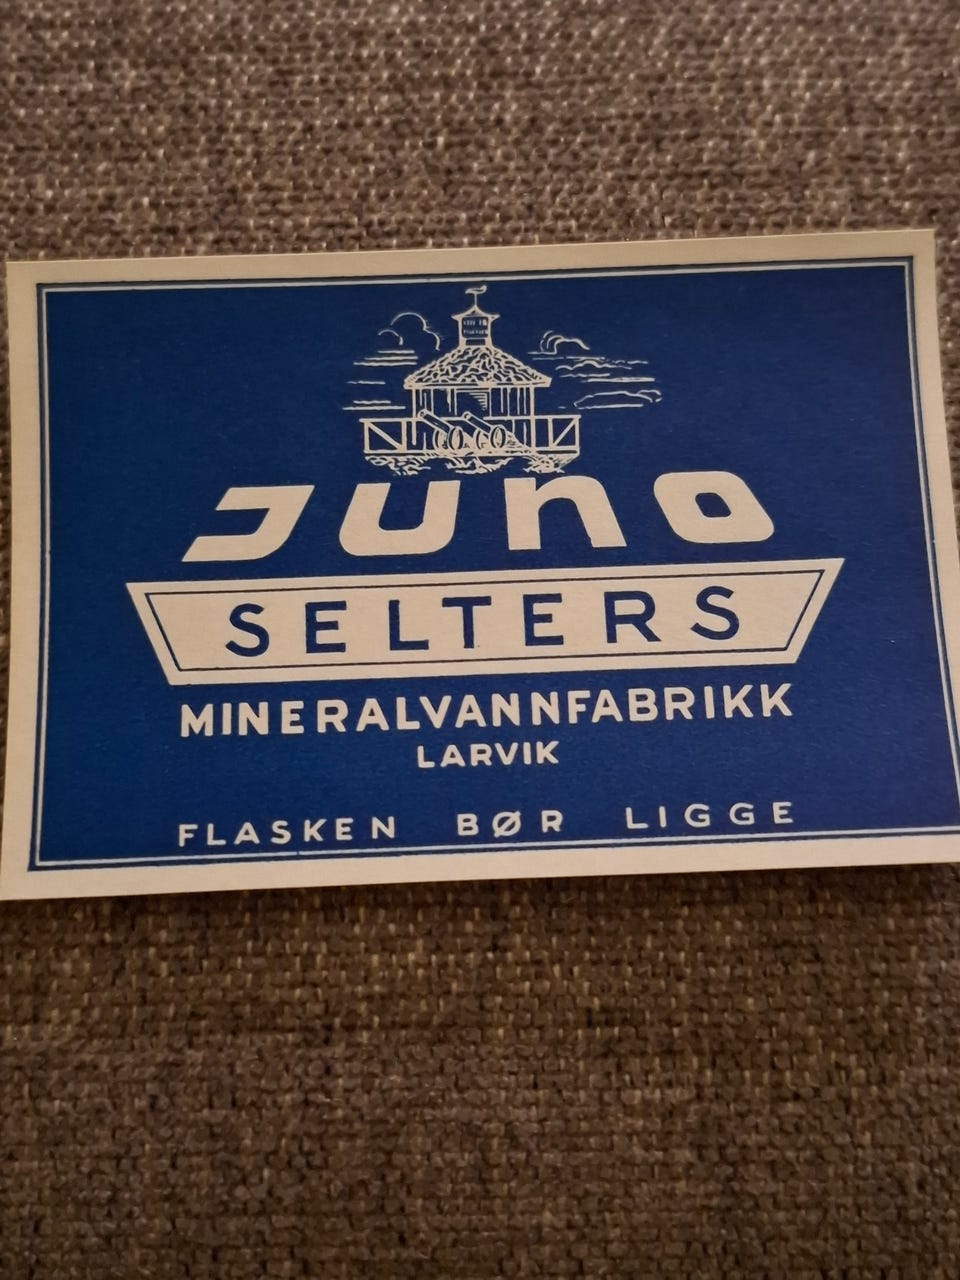 Juno
SELTERS
MINERALVANNFABRIKK
LARVIK
FLASKEN BØR LIGGE